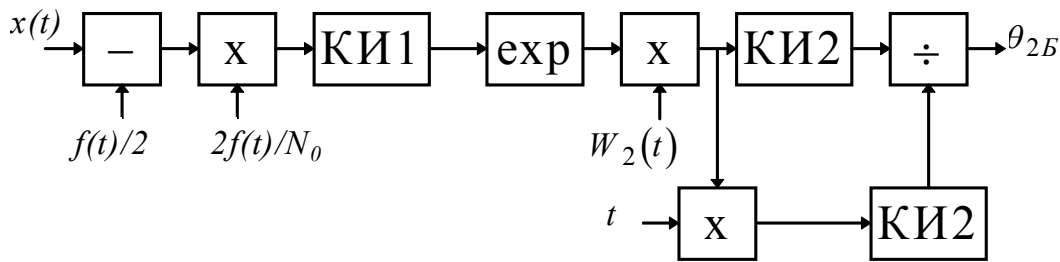 x(t)
–
x
КИ1
exp
x
КИ2
÷
θ₂Б
f(t)/2
2f(t)/N₀
W₂(t)
t
x
КИ2